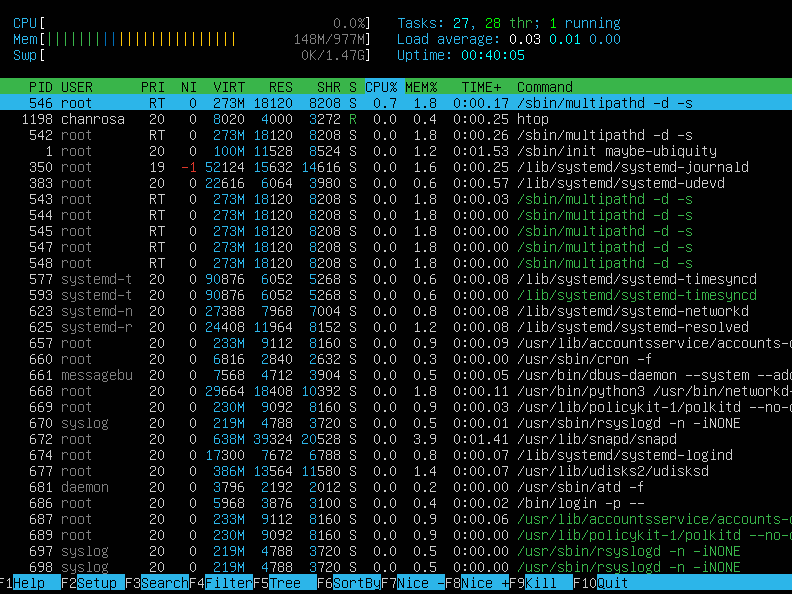 CPU[ 0.0%] Tasks: 27, 28 thr; 1 running
Mem[|||||||||||||||||||||||| 148M/977M] Load average: 0.03 0.01 0.00
Swp[ 0K/1.47G] Uptime: 00:40:05
PID USER PRI NI VIRT RES SHR S CPU% MEM% TIME+ Command
546 root RT 0 273M 18120 8208 S 0.7 1.8 0:00.17 /sbin/multipathd -d -s
1198 chanrosa 20 0 8020 4000 3272 R 0.0 0.4 0:00.25 htop
542 root RT 0 273M 18120 8208 S 0.0 1.8 0:00.26 /sbin/multipathd -d -s
1 root 20 0 100M 11528 8524 S 0.0 1.2 0:01.53 /sbin/init maybe-ubiquity
350 root 19 -1 52124 15632 14616 S 0.0 1.6 0:00.25 /lib/systemd/systemd-journald
383 root 20 0 22616 6064 3980 S 0.0 0.6 0:00.57 /lib/systemd/systemd-udevd
543 root RT 0 273M 18120 8208 S 0.0 1.8 0:00.03 /sbin/multipathd -d -s
544 root RT 0 273M 18120 8208 S 0.0 1.8 0:00.00 /sbin/multipathd -d -s
545 root RT 0 273M 18120 8208 S 0.0 1.8 0:00.00 /sbin/multipathd -d -s
547 root RT 0 273M 18120 8208 S 0.0 1.8 0:00.00 /sbin/multipathd -d -s
548 root RT 0 273M 18120 8208 S 0.0 1.8 0:00.00 /sbin/multipathd -d -s
577 systemd-t 20 0 90876 6052 5268 S 0.0 0.6 0:00.08 /lib/systemd/systemd-timesyncd
593 systemd-t 20 0 90876 6052 5268 S 0.0 0.6 0:00.00 /lib/systemd/systemd-timesyncd
623 systemd-n 20 0 27388 7968 7004 S 0.0 0.8 0:00.08 /lib/systemd/systemd-networkd
625 systemd-r 20 0 24408 11964 8152 S 0.0 1.2 0:00.08 /lib/systemd/systemd-resolved
657 root 20 0 233M 9112 8160 S 0.0 0.9 0:00.09 /usr/lib/accountsservice/accounts-d
660 root 20 0 6816 2840 2632 S 0.0 0.3 0:00.00 /usr/sbin/cron -f
661 messagebu 20 0 7568 4712 3904 S 0.0 0.5 0:00.05 /usr/bin/dbus-daemon --system --add
668 root 20 0 29664 18408 10392 S 0.0 1.8 0:00.11 /usr/bin/python3 /usr/bin/networkd-
669 root 20 0 230M 9092 8160 S 0.0 0.9 0:00.03 /usr/lib/policykit-1/polkitd --no-d
670 syslog 20 0 219M 4788 3720 S 0.0 0.5 0:00.01 /usr/sbin/rsyslogd -n -iNONE
672 root 20 0 638M 39324 20528 S 0.0 3.9 0:01.41 /usr/lib/snapd/snapd
674 root 20 0 17300 7672 6788 S 0.0 0.8 0:00.07 /lib/systemd/systemd-logind
677 root 20 0 386M 13564 11580 S 0.0 1.4 0:00.07 /usr/lib/udisks2/udisksd
681 daemon 20 0 3796 2192 2012 S 0.0 0.2 0:00.00 /usr/sbin/atd -f
686 root 20 0 5968 3876 3100 S 0.0 0.4 0:00.02 /bin/login -p --
687 root 20 0 233M 9112 8160 S 0.0 0.9 0:00.06 /usr/lib/accountsservice/accounts-d
689 root 20 0 230M 9092 8160 S 0.0 0.9 0:00.00 /usr/lib/policykit-1/polkitd --no-d
697 syslog 20 0 219M 4788 3720 S 0.0 0.5 0:00.00 /usr/sbin/rsyslogd -n -iNONE
698 syslog 20 0 219M 4788 3720 S 0.0 0.5 0:00.00 /usr/sbin/rsyslogd -n -iNONE
F1Help F2Setup F3SearchF4FilterF5Tree F6SortByF7Nice -F8Nice +F9Kill F10Quit